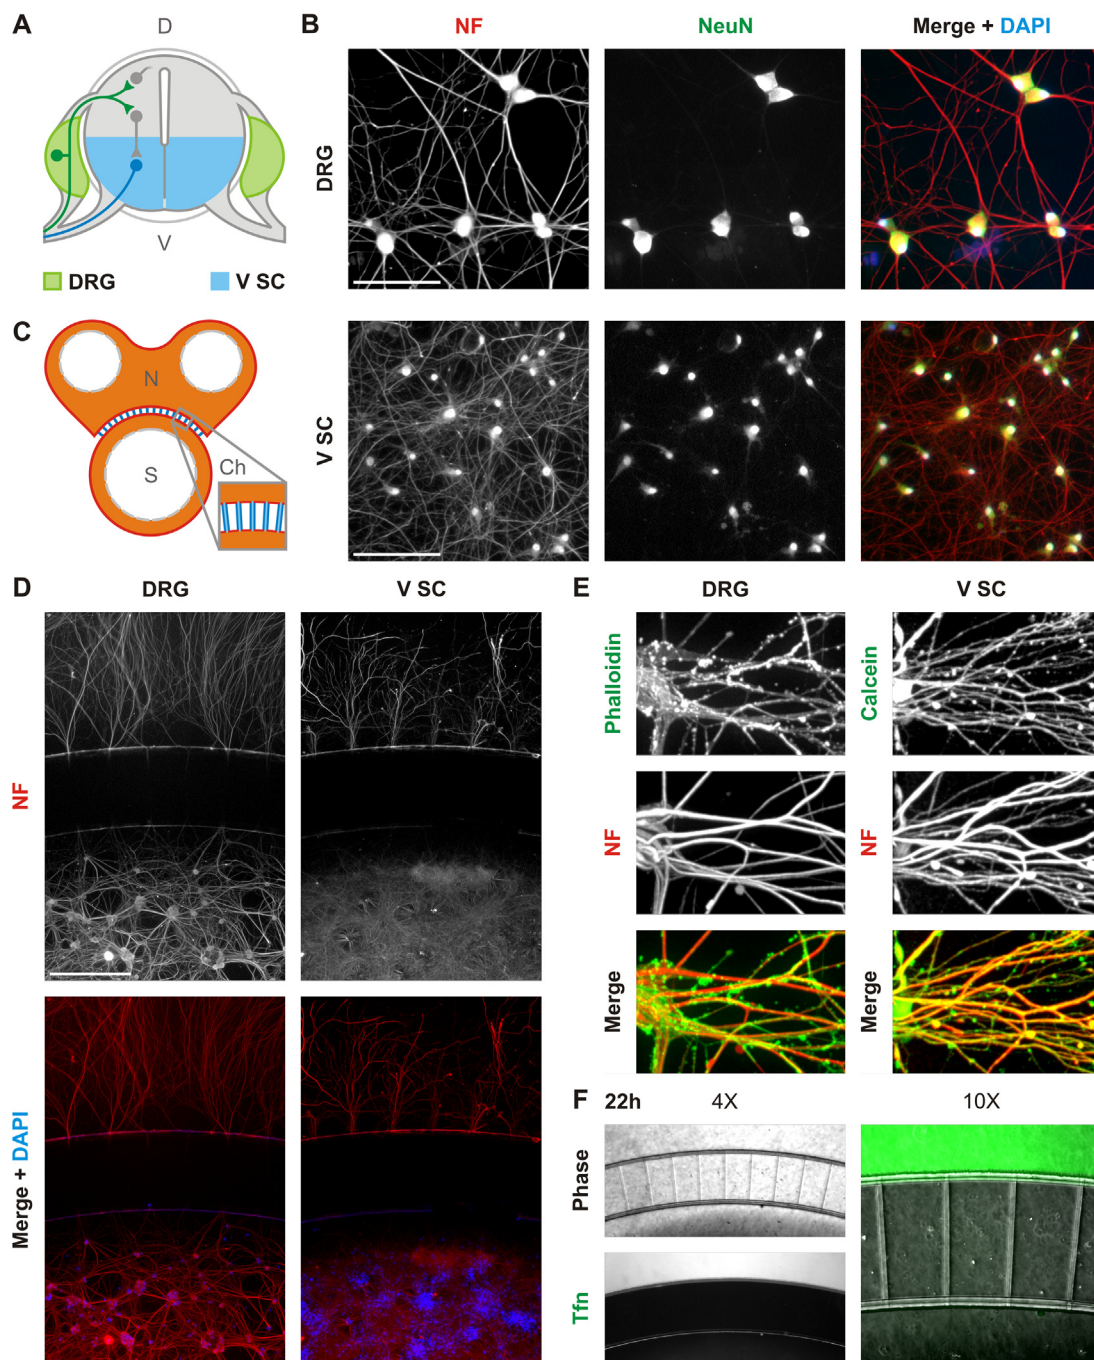 A
D
V
DRG
V SC
B
NF
NeuN
Merge + DAPI
DRG
V SC
C
N
S
Ch
D
DRG
V SC
NF
Merge + DAPI
E
DRG
V SC
Phalloidin
Calcein
NF
NF
Merge
Merge
F
22h
4X
10X
Phase
Tfn